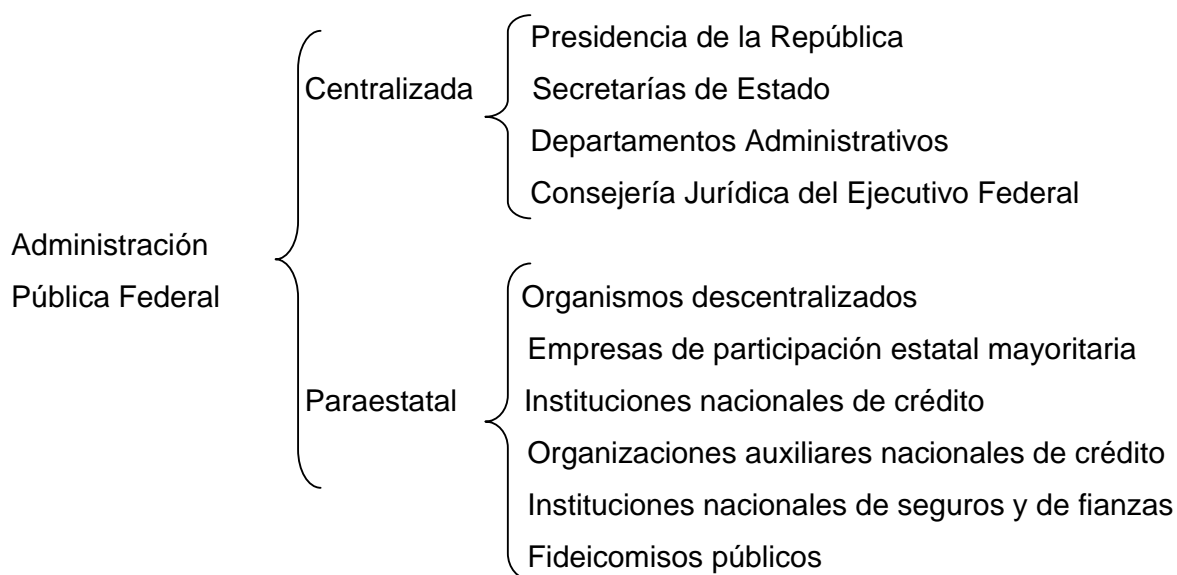 Administración
Pública Federal
Centralizada
Presidencia de la República
Secretarías de Estado
Departamentos Administrativos
Consejería Jurídica del Ejecutivo Federal
Paraestatal
Organismos descentralizados
Empresas de participación estatal mayoritaria
Instituciones nacionales de crédito
Organizaciones auxiliares nacionales de crédito
Instituciones nacionales de seguros y de fianzas
Fideicomisos públicos